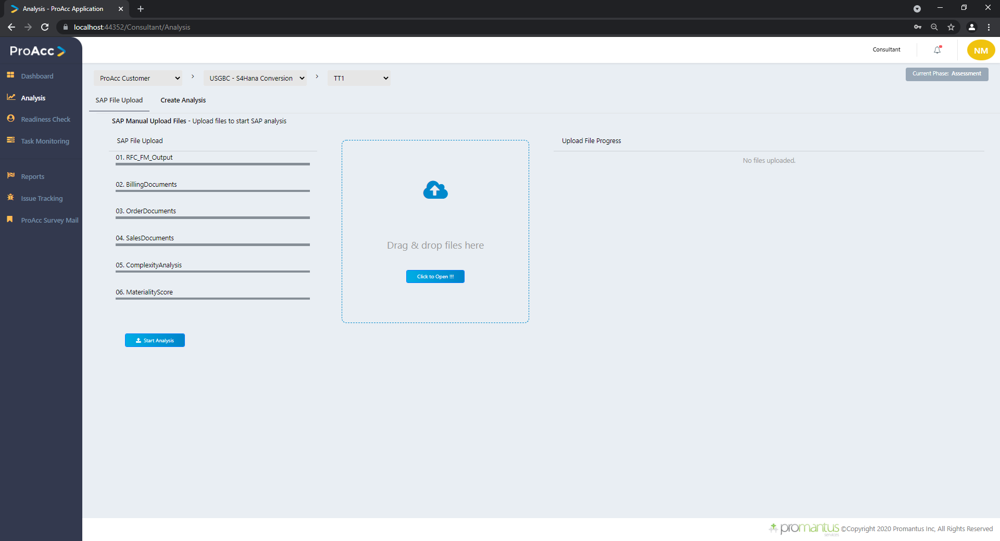 Analysis - ProAcc Application
localhost:44352/Consultant/Analysis
ProAcc
Consultant
NM
Dashboard
Analysis
Readiness Check
Task Monitoring
Reports
Issue Tracking
ProAcc Survey Mail
ProAcc Customer
USGBC - S4Hana Conversion
TT1
Current Phase: Assessment
SAP File Upload
Create Analysis
SAP Manual Upload Files - Upload files to start SAP analysis
SAP File Upload
01. RFC_FM_Output
02. BillingDocuments
03. OrderDocuments
04. SalesDocuments
05. ComplexityAnalysis
06. MaterialityScore
Start Analysis
Drag & drop files here
Click to Open !!!
Upload File Progress
No files uploaded.
promantus
services
©Copyright 2020 Promantus Inc, All Rights Reserved